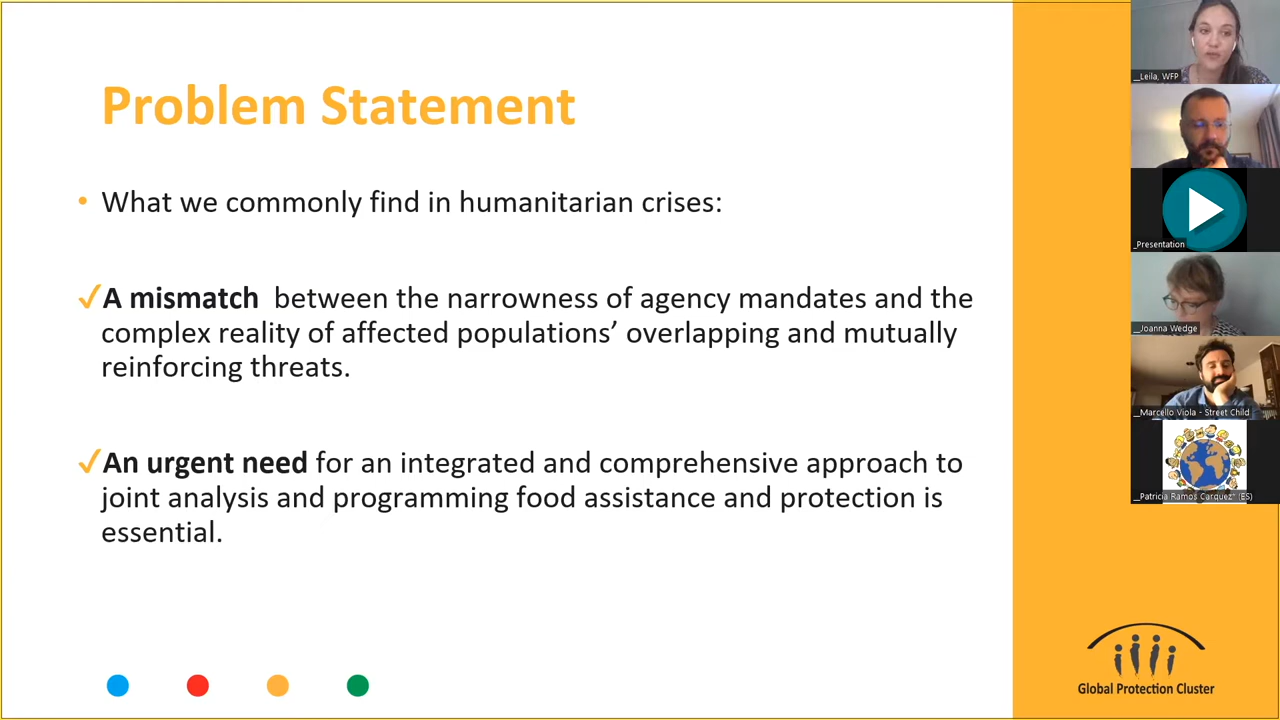 Problem Statement
• What we commonly find in humanitarian crises:
✓A mismatch between the narrowness of agency mandates and the
complex reality of affected populations’ overlapping and mutually
reinforcing threats.
✓An urgent need for an integrated and comprehensive approach to
joint analysis and programming food assistance and protection is
essential.
_Leila, WFP
_Presentation
_Joanna Wedge
_Marcello Viola - Street Child
_Patricia Ramos Carquez* (ES)
Global Protection Cluster